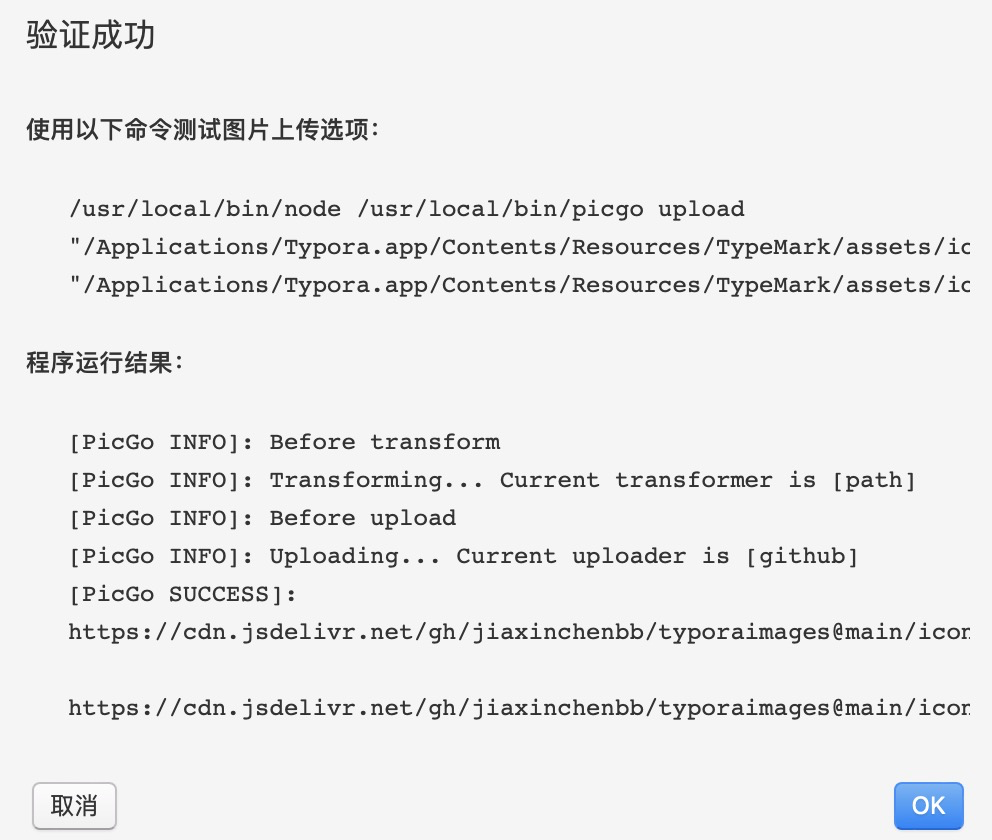 验证成功
使用以下命令测试图片上传选项：
/usr/local/bin/node /usr/local/bin/picgo upload
"/Applications/Typora.app/Contents/Resources/TypeMark/assets/ic
"/Applications/Typora.app/Contents/Resources/TypeMark/assets/ic
程序运行结果：
[PicGo INFO]: Before transform
[PicGo INFO]: Transforming... Current transformer is [path]
[PicGo INFO]: Before upload
[PicGo INFO]: Uploading... Current uploader is [github]
[PicGo SUCCESS]:
https://cdn.jsdelivr.net/gh/jiaxinchenbb/typoraimages@main/icon
https://cdn.jsdelivr.net/gh/jiaxinchenbb/typoraimages@main/icon
取消
OK